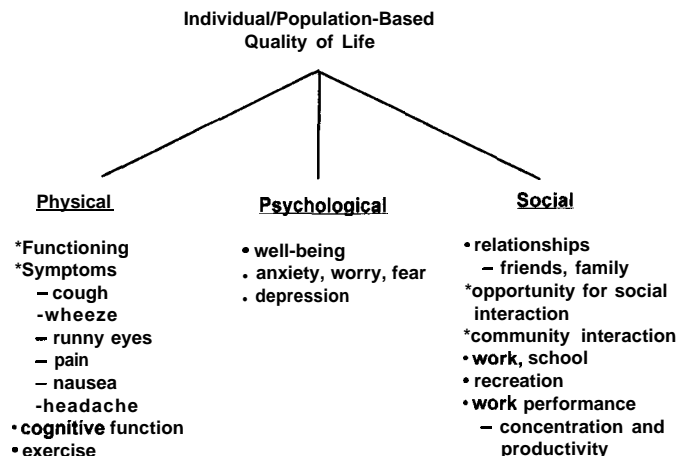 Individual/Population-Based
Quality of Life
Physical
*Functioning
*Symptoms
– cough
-wheeze
– runny eyes
– pain
– nausea
-headache
• cognitive function
• exercise
Psychological
• well-being
. anxiety, worry, fear
. depression
Social
• relationships
– friends, family
*opportunity for social
interaction
*community interaction
• work, school
• recreation
• work performance
– concentration and
productivity